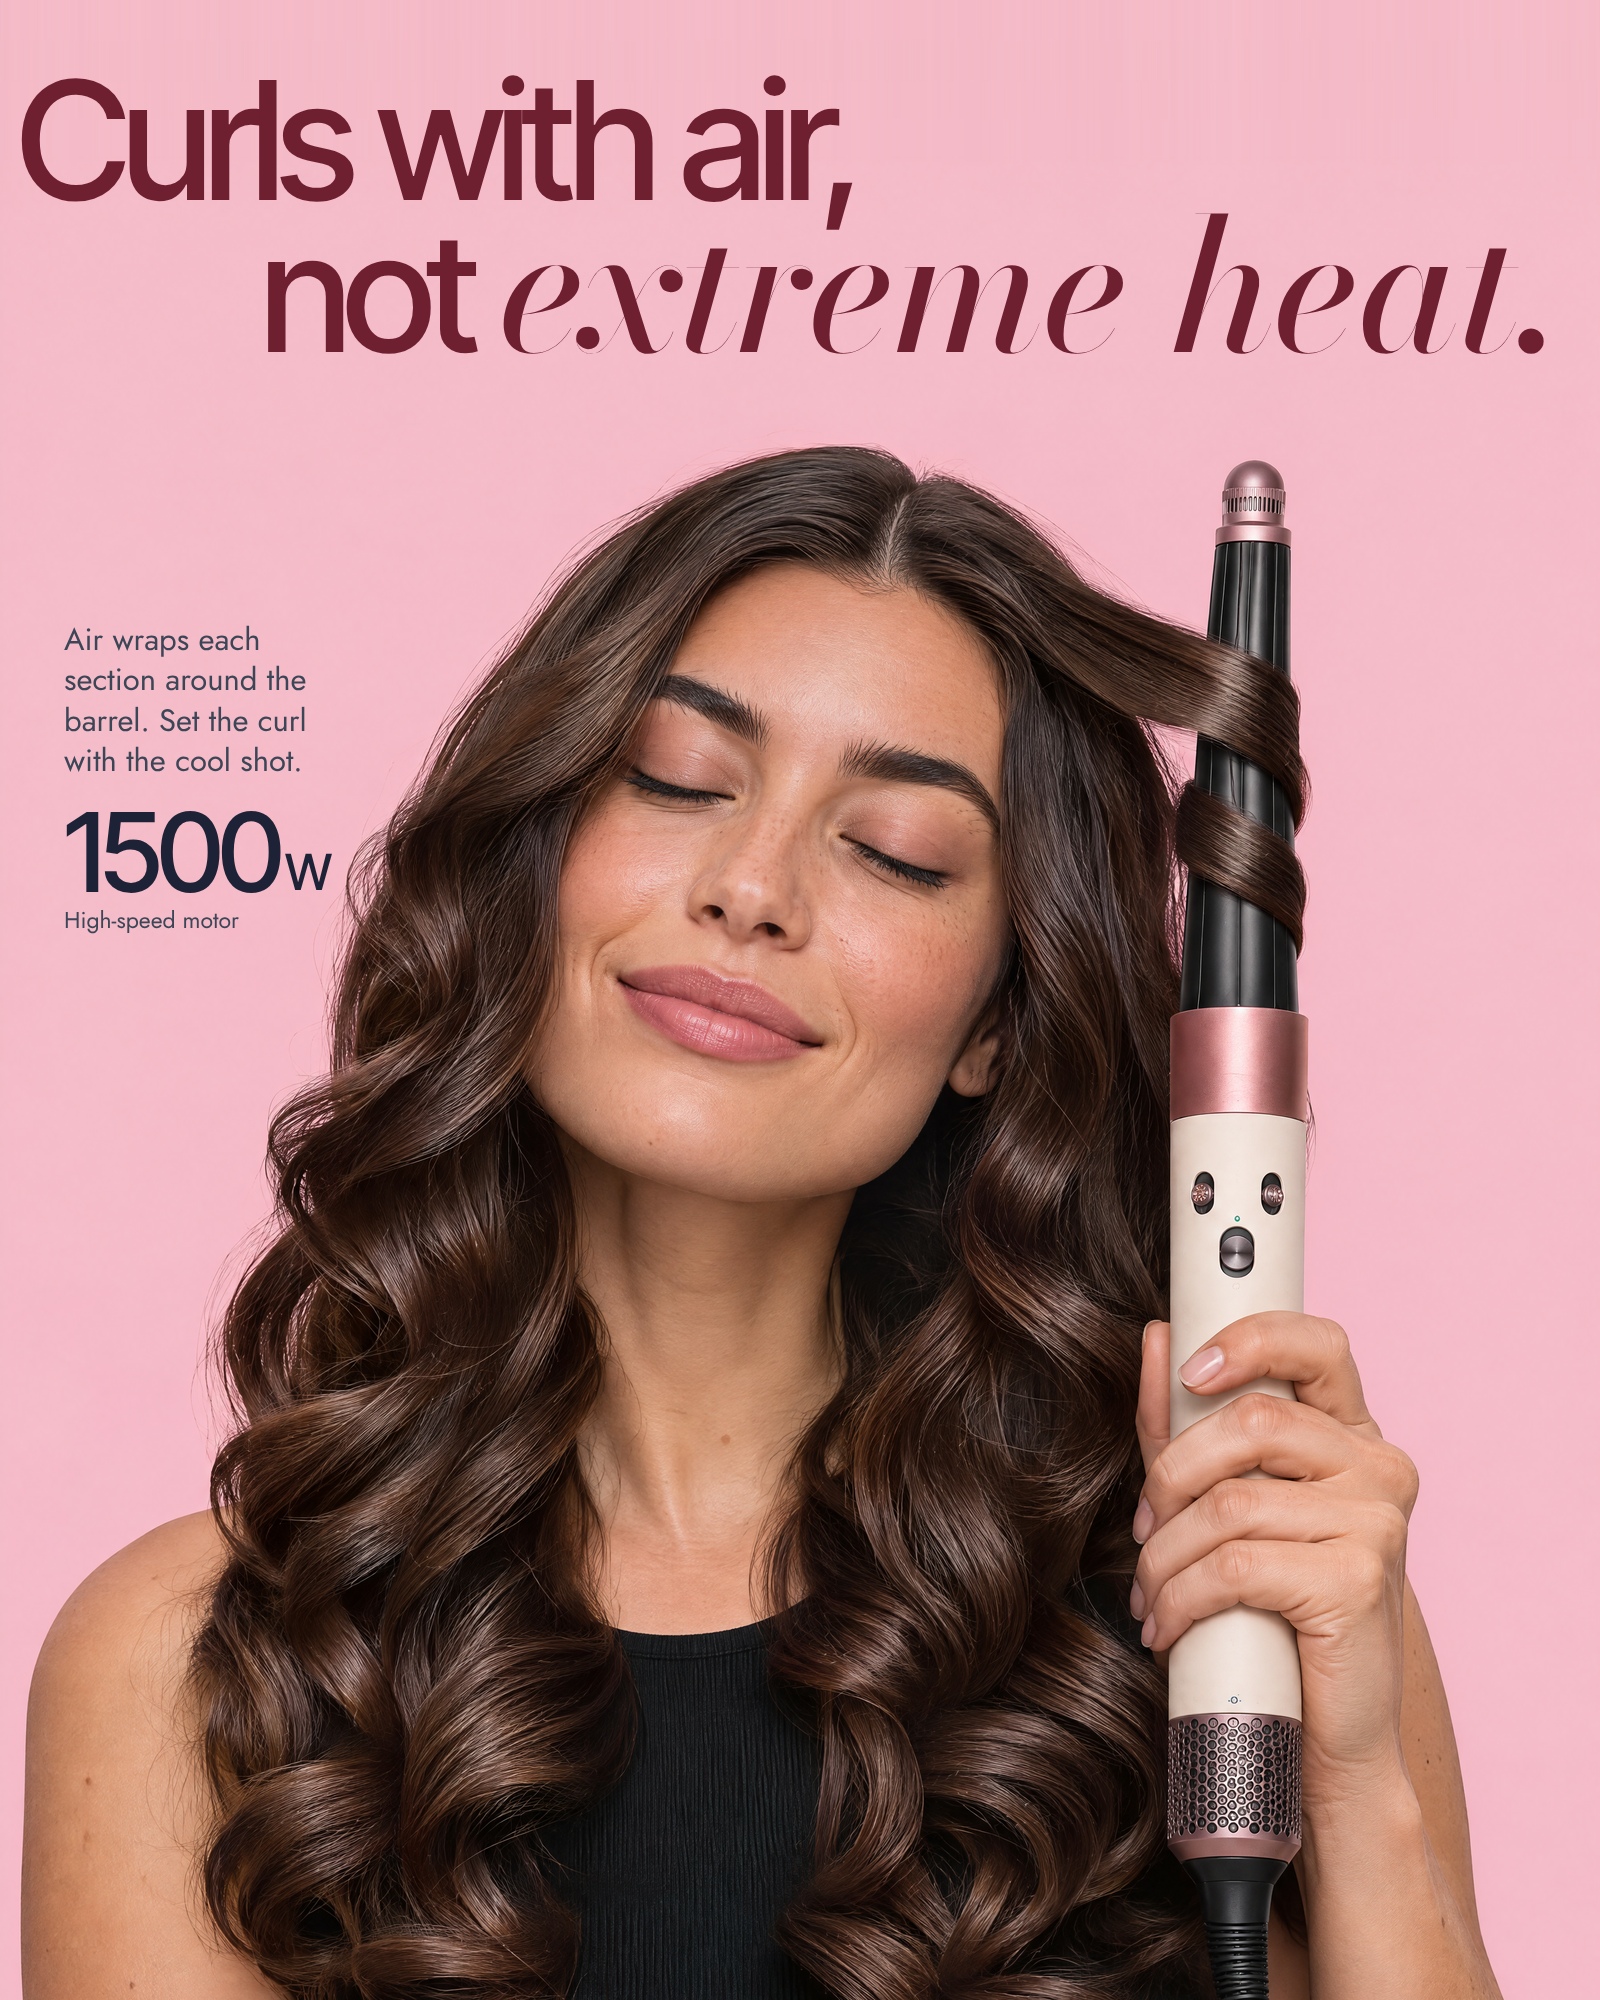 Curls with air,
not extreme heat.
Air wraps each
section around the
barrel. Set the curl
with the cool shot.
1500W
High-speed motor